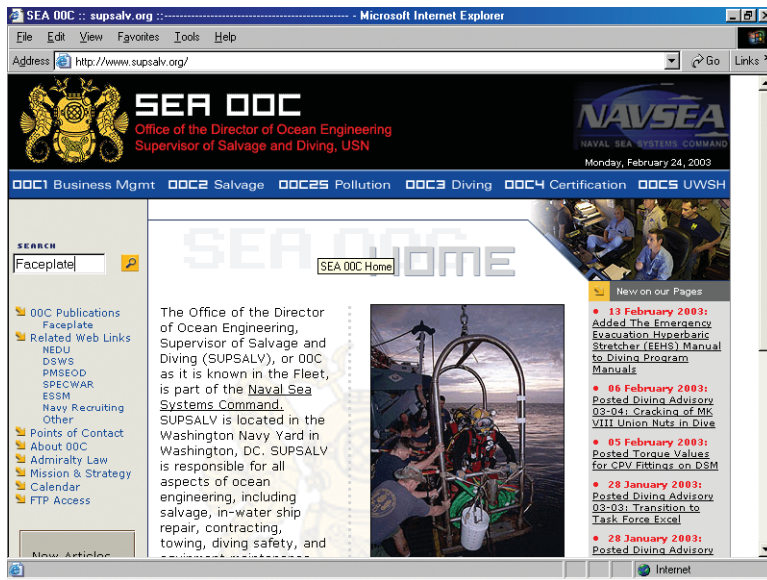 SEA 00C :: supsalv.org ::------------------------------------------------ - Microsoft Internet Explorer
File Edit View Favorites Tools Help
Address http://www.supsalv.org/ Go Links
SEA 00C
Office of the Director of Ocean Engineering
Supervisor of Salvage and Diving, USN
NAVSEA
NAVAL SEA SYSTEMS COMMAND
Monday, February 24, 2003
00C1 Business Mgmt 00C2 Salvage 00C25 Pollution 00C3 Diving 00C4 Certification 00C5 UWSH
SEARCH
Faceplate
00C Publications
Faceplate
Related Web Links
NEDU
DSWS
PMSEOD
SPECWAR
ESSM
Navy Recruiting
Other
Points of Contact
About 00C
Admiralty Law
Mission & Strategy
Calendar
FTP Access
New Articles
SEA 00C
HOME
SEA 00C Home
The Office of the Director
of Ocean Engineering,
Supervisor of Salvage and
Diving (SUPSALV), or 00C
as it is known in the Fleet,
is part of the Naval Sea
Systems Command.
SUPSALV is located in the
Washington Navy Yard in
Washington, DC. SUPSALV
is responsible for all
aspects of ocean
engineering, including
salvage, in-water ship
repair, contracting,
towing, diving safety, and
equipment maintenance
New on our Pages
13 February 2003:
Added The Emergency
Evacuation Hyperbaric
Stretcher (EEHS) Manual
to Diving Program
Manuals
06 February 2003:
Posted Diving Advisory
03-04: Cracking of MK
VIII Union Nuts in Dive
05 February 2003:
Posted Torque Values
for CPV Fittings on DSM
28 January 2003:
Posted Diving Advisory
03-03: Transition to
Task Force Excel
28 January 2003:
Posted Diving Advisory
Internet